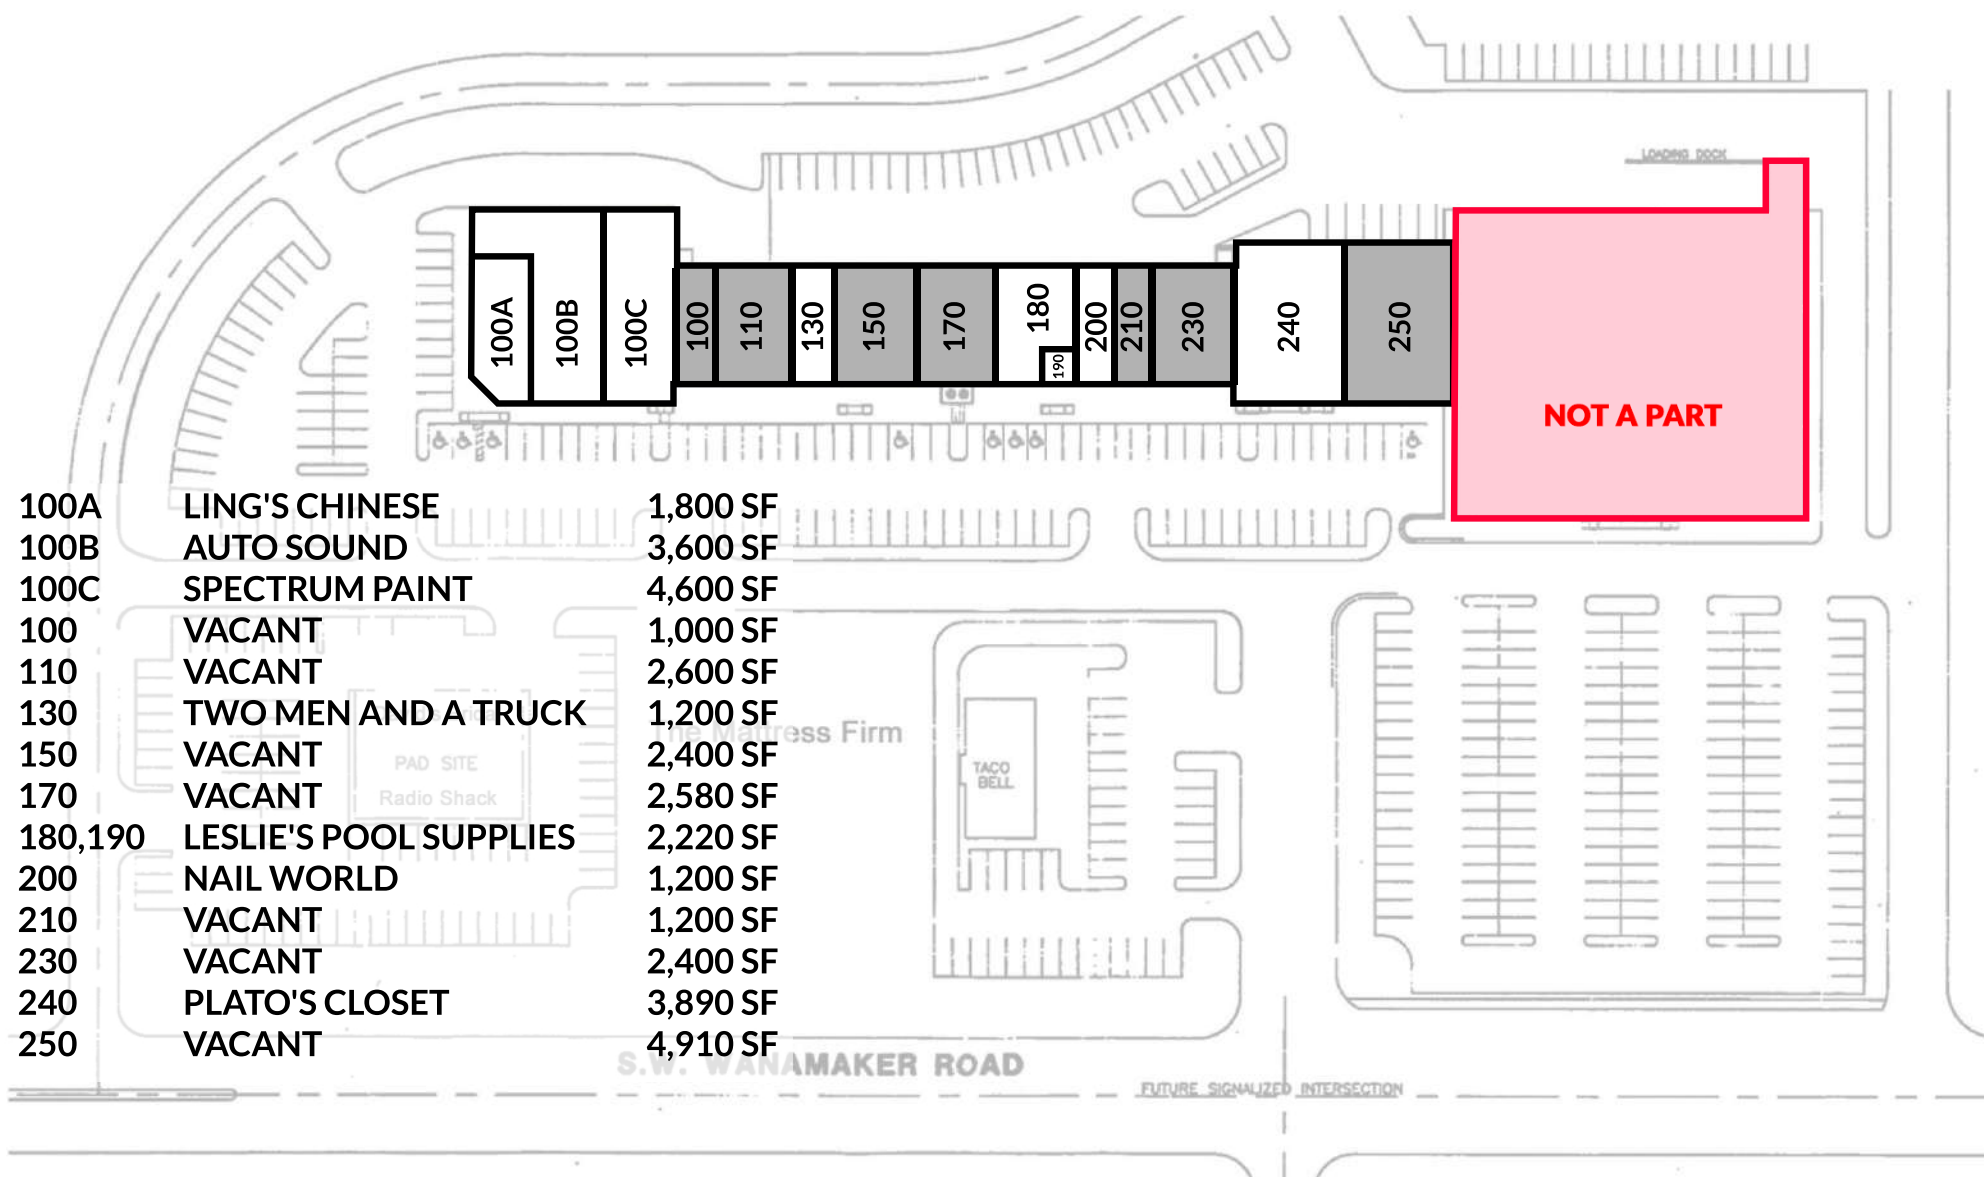 LOADING DOCK
100A
100B
100C
100
110
130
150
170
180
190
200
210
230
240
250
NOT A PART
100A LING'S CHINESE 1,800 SF
100B AUTO SOUND 3,600 SF
100C SPECTRUM PAINT 4,600 SF
100 VACANT 1,000 SF
110 VACANT 2,600 SF
130 TWO MEN AND A TRUCK 1,200 SF
150 VACANT 2,400 SF
170 VACANT 2,580 SF
180,190 LESLIE'S POOL SUPPLIES 2,220 SF
200 NAIL WORLD 1,200 SF
210 VACANT 1,200 SF
230 VACANT 2,400 SF
240 PLATO'S CLOSET 3,890 SF
250 VACANT 4,910 SF
The Mattress Firm
PAD SITE
Radio Shack
TACO
BELL
S.W. WANAMAKER ROAD
FUTURE SIGNALIZED INTERSECTION